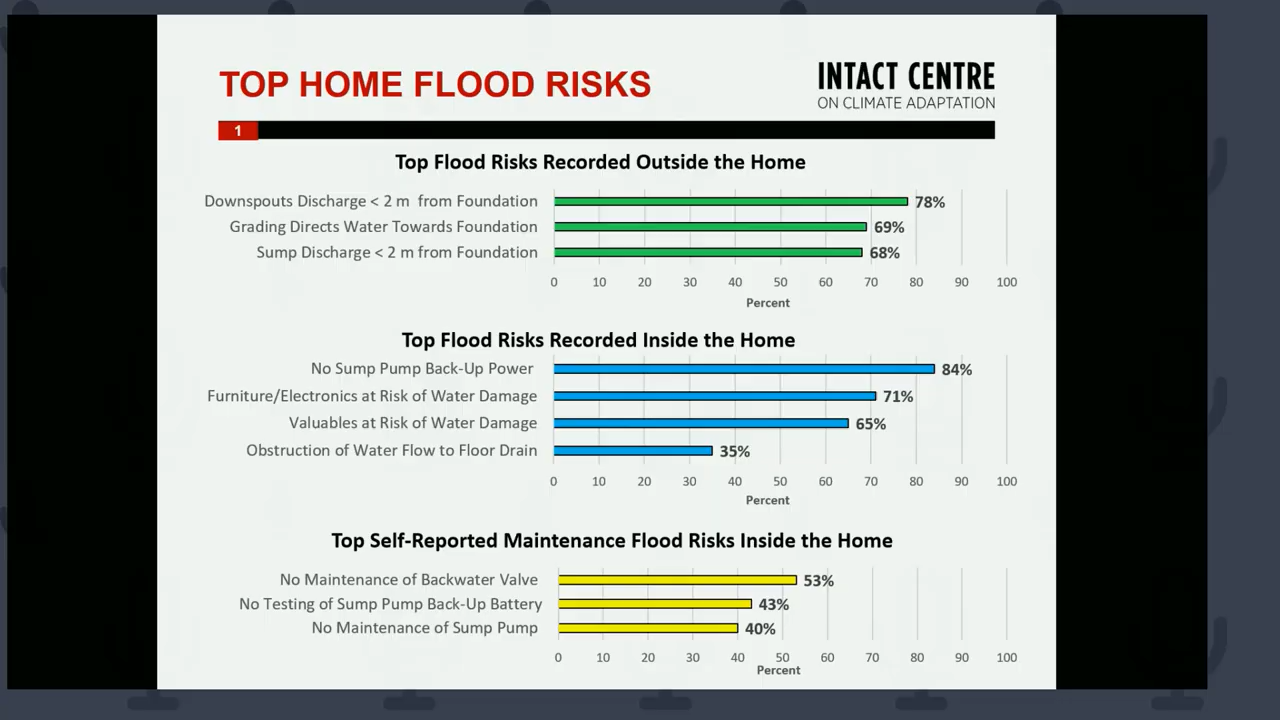 TOP HOME FLOOD RISKS
INTACT CENTRE
ON CLIMATE ADAPTATION
1
Top Flood Risks Recorded Outside the Home
Downspouts Discharge < 2 m from Foundation 78%
Grading Directs Water Towards Foundation 69%
Sump Discharge < 2 m from Foundation 68%
0 10 20 30 40 50 60 70 80 90 100
Percent
Top Flood Risks Recorded Inside the Home
No Sump Pump Back-Up Power 84%
Furniture/Electronics at Risk of Water Damage 71%
Valuables at Risk of Water Damage 65%
Obstruction of Water Flow to Floor Drain 35%
0 10 20 30 40 50 60 70 80 90 100
Percent
Top Self-Reported Maintenance Flood Risks Inside the Home
No Maintenance of Backwater Valve 53%
No Testing of Sump Pump Back-Up Battery 43%
No Maintenance of Sump Pump 40%
0 10 20 30 40 50 60 70 80 90 100
Percent